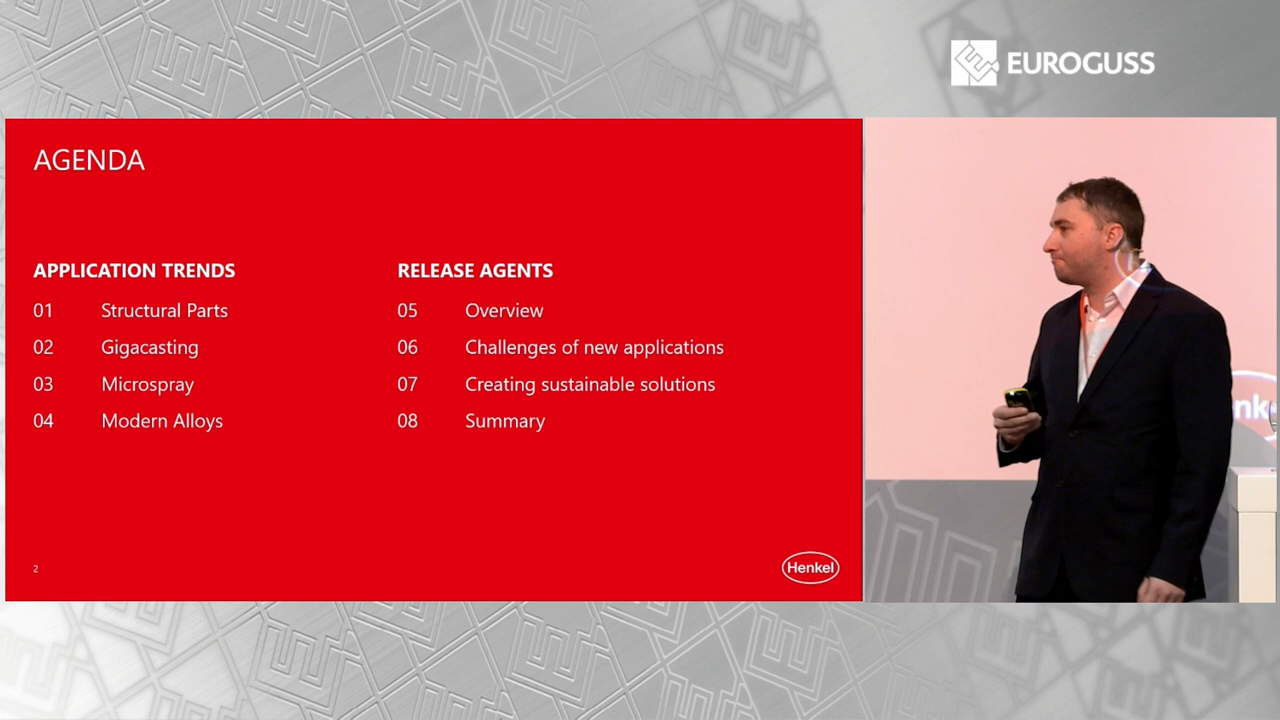 EUROGUSS
AGENDA
APPLICATION TRENDS
01 Structural Parts
02 Gigacasting
03 Microspray
04 Modern Alloys
RELEASE AGENTS
05 Overview
06 Challenges of new applications
07 Creating sustainable solutions
08 Summary
2
Henkel